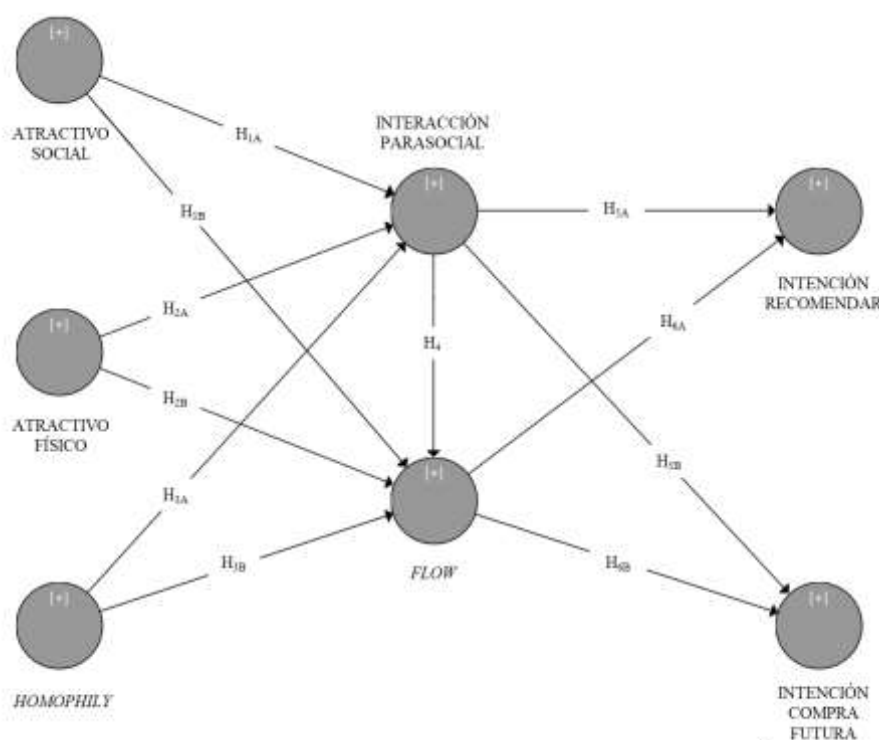 [+]
ATRACTIVO
SOCIAL
H1A
H1B
INTERACCIÓN
PARASOCIAL
[+]
H5A
[+]
INTENCIÓN
RECOMENDAR
[+]
ATRACTIVO
FÍSICO
H2A
H2B
H4
H6A
H3A
H3B
[+]
FLOW
H5B
H6B
[+]
HOMOPHILY
[+]
INTENCIÓN
COMPRA
FUTURA